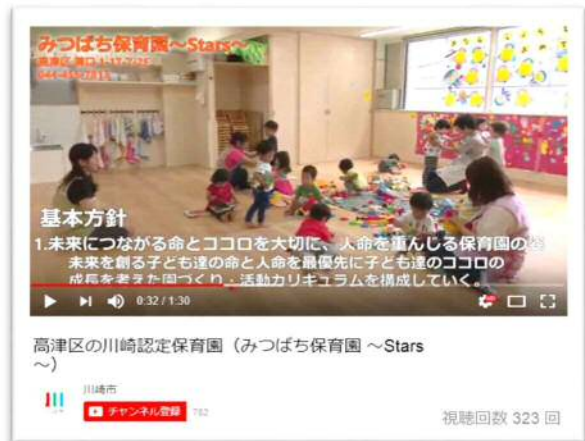 みつばち保育園～Stars～
高津区 溝口
基本方針
1.未来につながる命とココロを大切に、人命を重んじる保育園の
未来を創る子ども達の命と人命を最優先に子ども達のココロの
成長を考えた園づくり・活動カリキュラムを構成していく。
0:32 / 1:30
高津区の川崎認定保育園（みつばち保育園 ～Stars
～）
川崎市
チャンネル登録 782
視聴回数 323 回